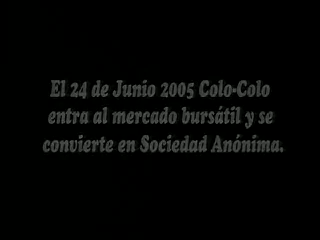 El 24 de Junio 2005 Colo-Colo
entra al mercado bursátil y se
convierte en Sociedad Anónima.